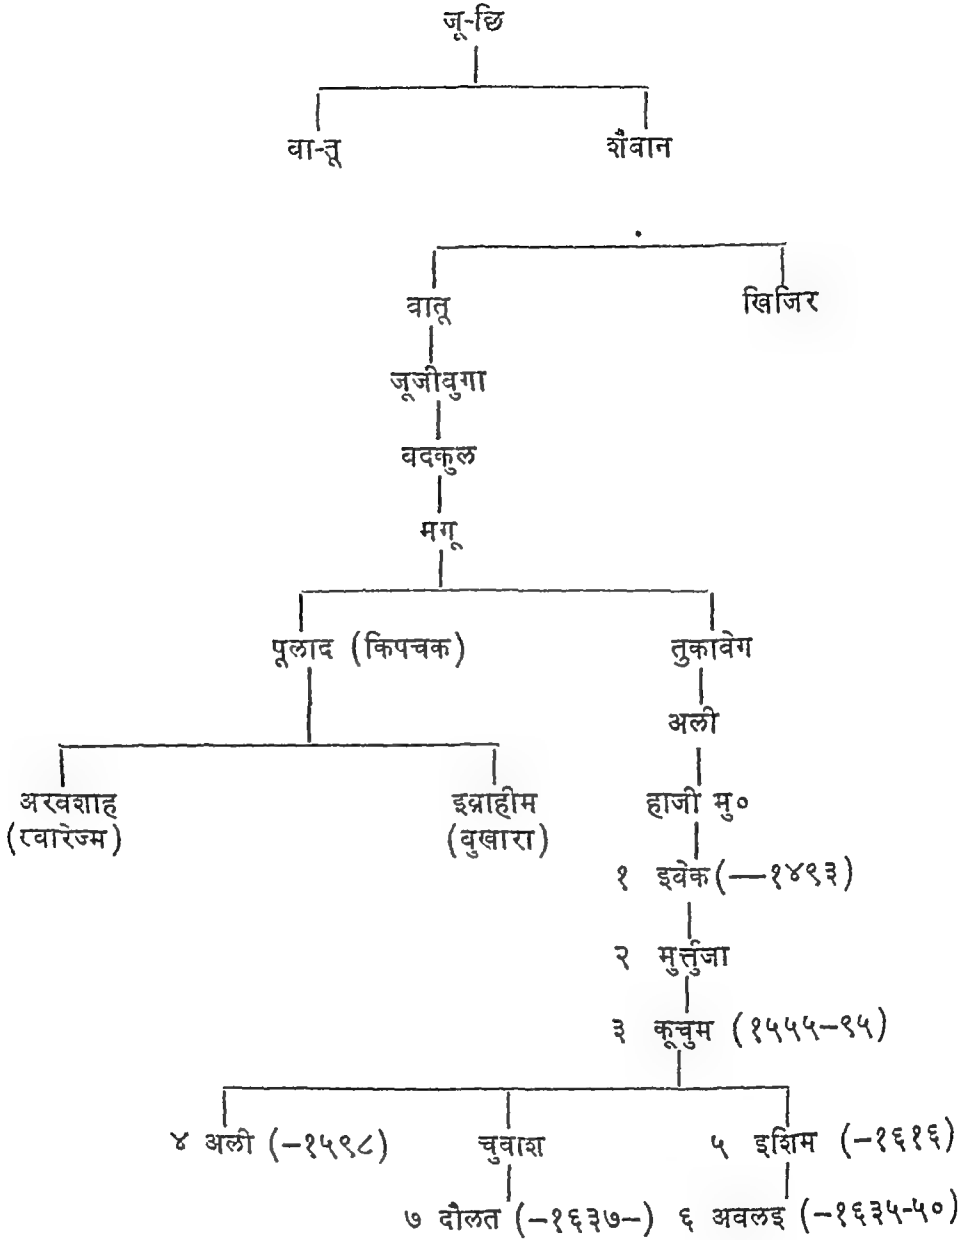 जू-छि
वा-तू शैवान
वातू खिजिर
जूजीवुगा
वदकुल
मगू
पूलाद (किपचक) तुकावेग
अली
अरवशाह इव्राहीम हाजी मु०
(ख्वारेज्म) (वुखारा)
१ इवेक (—१४९३)
२ मुर्त्तुजा
३ कूचुम (१५५५–९५)
४ अली (–१५९८) चुवाश ५ इशिम (–१६१६)
७ दौलत (–१६३७–) ६ अवलइ (–१६३५-५०)